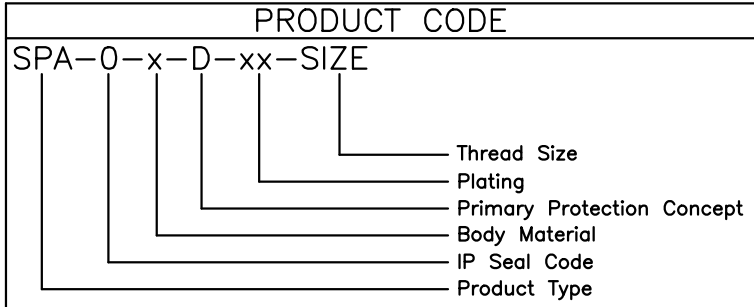 PRODUCT CODE
SPA-0-x-D-xx-SIZE
Thread Size
Plating
Primary Protection Concept
Body Material
IP Seal Code
Product Type